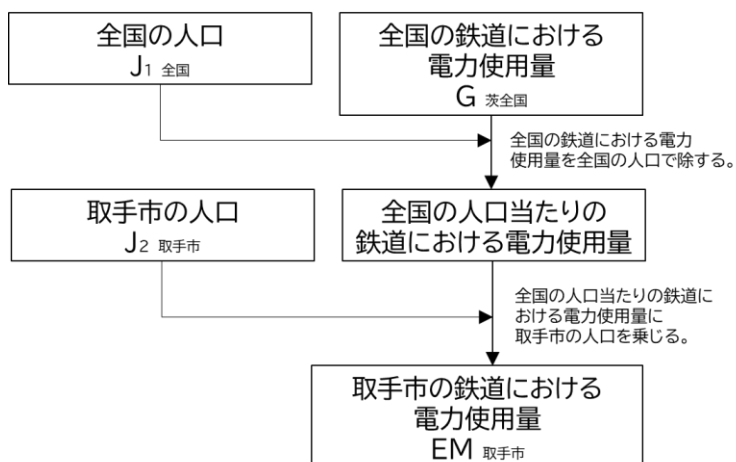 全国の人口
J1 全国
全国の鉄道における
電力使用量
G 茨全国
全国の鉄道における電力
使用量を全国の人口で除する。
取手市の人口
J2 取手市
全国の人口当たりの
鉄道における電力使用量
全国の人口当たりの鉄道に
おける電力使用量に
取手市の人口を乗じる。
取手市の鉄道における
電力使用量
EM 取手市